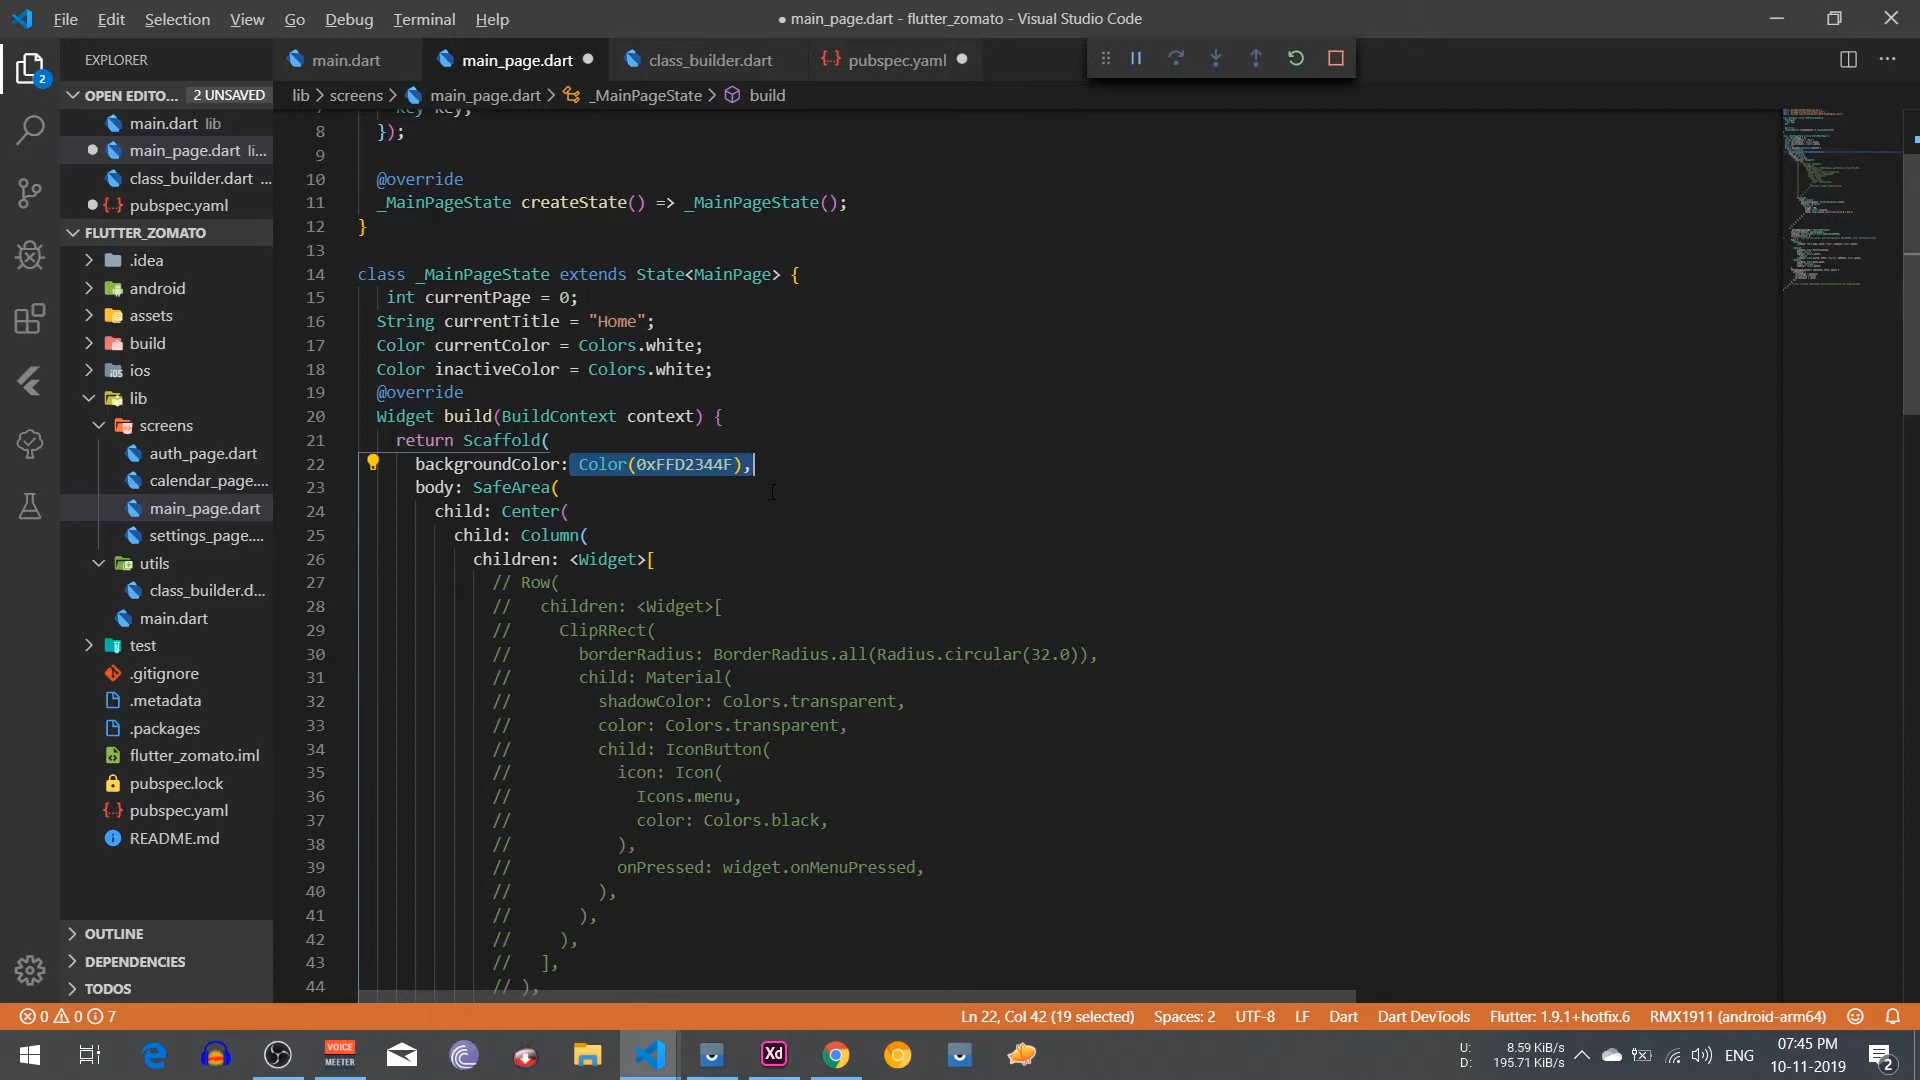 File Edit Selection View Go Debug Terminal Help
● main_page.dart - flutter_zomato - Visual Studio Code
EXPLORER
main.dart
main_page.dart
class_builder.dart
pubspec.yaml
OPEN EDITO... 2 UNSAVED
main.dart lib
main_page.dart li...
class_builder.dart ...
pubspec.yaml
FLUTTER_ZOMATO
.idea
android
assets
build
ios
lib
screens
auth_page.dart
calendar_page....
main_page.dart
settings_page....
utils
class_builder.d...
main.dart
test
.gitignore
.metadata
.packages
flutter_zomato.iml
pubspec.lock
pubspec.yaml
README.md
OUTLINE
DEPENDENCIES
TODOS
lib > screens > main_page.dart > _MainPageState > build
8 });
9
10 @override
11 _MainPageState createState() => _MainPageState();
12 }
13
14 class _MainPageState extends State<MainPage> {
15 int currentPage = 0;
16 String currentTitle = "Home";
17 Color currentColor = Colors.white;
18 Color inactiveColor = Colors.white;
19 @override
20 Widget build(BuildContext context) {
21 return Scaffold(
22 backgroundColor: Color(0xFFD2344F),
23 body: SafeArea(
24 child: Center(
25 child: Column(
26 children: <Widget>[
27 // Row(
28 // children: <Widget>[
29 // ClipRRect(
30 // borderRadius: BorderRadius.all(Radius.circular(32.0)),
31 // child: Material(
32 // shadowColor: Colors.transparent,
33 // color: Colors.transparent,
34 // child: IconButton(
35 // icon: Icon(
36 // Icons.menu,
37 // color: Colors.black,
38 // ),
39 // onPressed: widget.onMenuPressed,
40 // ),
41 // ),
42 // ),
43 // ],
44 // ),
0 0 7
Ln 22, Col 42 (19 selected) Spaces: 2 UTF-8 LF Dart Dart DevTools Flutter: 1.9.1+hotfix.6 RMX1911 (android-arm64)
VOICE
MEETER
Xd
U: 8.59 KiB/s
D: 195.71 KiB/s
ENG
07:45 PM
10-11-2019
2